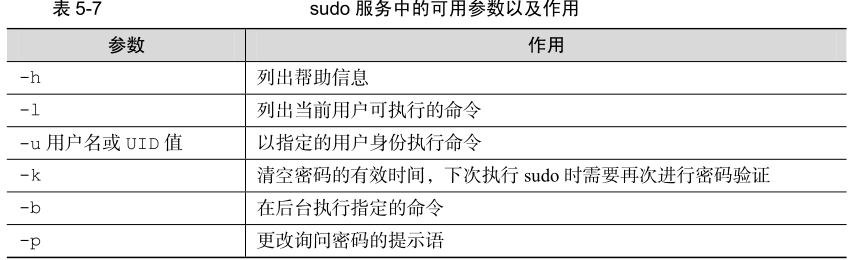 表 5-7 sudo 服务中的可用参数以及作用
参数 作用
-h 列出帮助信息
-l 列出当前用户可执行的命令
-u 用户名或 UID 值 以指定的用户身份执行命令
-k 清空密码的有效时间，下次执行 sudo 时需要再次进行密码验证
-b 在后台执行指定的命令
-p 更改询问密码的提示语